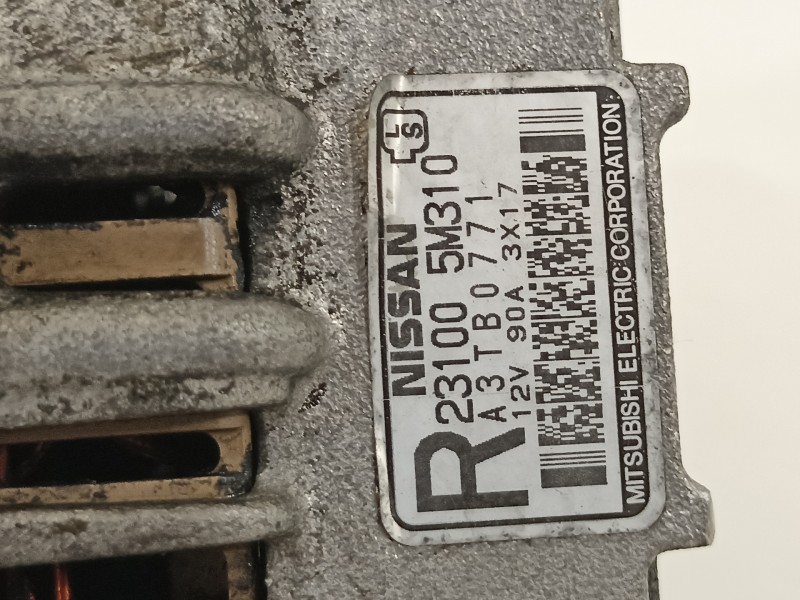 R
NISSAN
L
S
23100 5M310
A3TB0771
12V 90A 3X17
MITSUBISHI ELECTRIC CORPORATION